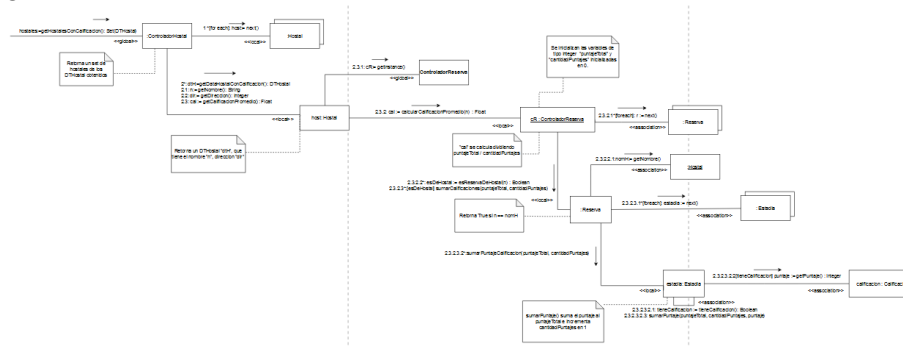 hostales:=getHostalesConCalificacion(): Set(DTHostal)
<<global>>
:ControladorHostal
1:*[for each] host:= next()
<<local>>
:Hostal
Retorna un set de
hostales de los
DTHostal obtenidos
2*: dtH=getDataHostalConCalificacion(): DTHostal
2.1: n:= getNombre(): String
2.2: dir:= getDireccion(): Integer
2.3: cal:= getCalificacionPromedio() : Float
<<local>>
host: Hostal
2.3.1: cR:= getInstance()
<<global>>
ControladorReserva
Se inicializan las variables de
tipo Integer "puntajeTotal" y
"cantidadPuntajes" inicializadas
en 0.
2.3.2: cal := calcularCalificacionPromedio(n) : Float
<<local>>
cR :ControladorReserva
2.3.2.1*[foreach] r := next()
<<association>>
: Reserva
Retorna un DTHostal "dtH", que
tiene el nombre "n", direccion "dir"
"cal" se calcula dividiendo
puntajeTotal / cantidadPuntajes
2.3.2.2*: esDeHostal := esReservaDeHostal(n) : Boolean
2.3.2.3*:[esDeHostal] sumarCalificaciones(puntajeTotal, cantidadPuntajes)
<<local>>
2.3.2.2.1:nomH:= getNombre()
<<association>>
:Hostal
Retorna True si n == nomH
:Reserva
2.3.2.3.1*[foreach] estadia := next()
<<association>>
: Estadia
2.3.2.3.2*:sumarPuntajeCalificacion(puntajeTotal, cantidadPuntajes)
<<local>>
estadia: Estadia
2.3.2.3.2.2[tieneCalificacion] puntaje := getPuntaje() : Integer
<<association>>
calificacion : Calificaci
<<association>>
2.3.2.3.2.1: tieneCalificacion := tieneCalificacion(): Boolean
2.3.2.3.2.3: sumarPuntaje(puntajeTotal, cantidadPuntajes, puntaje)
sumarPuntaje() suma el puntaje al
puntajeTotal e incrementa
cantidadPuntajes en 1